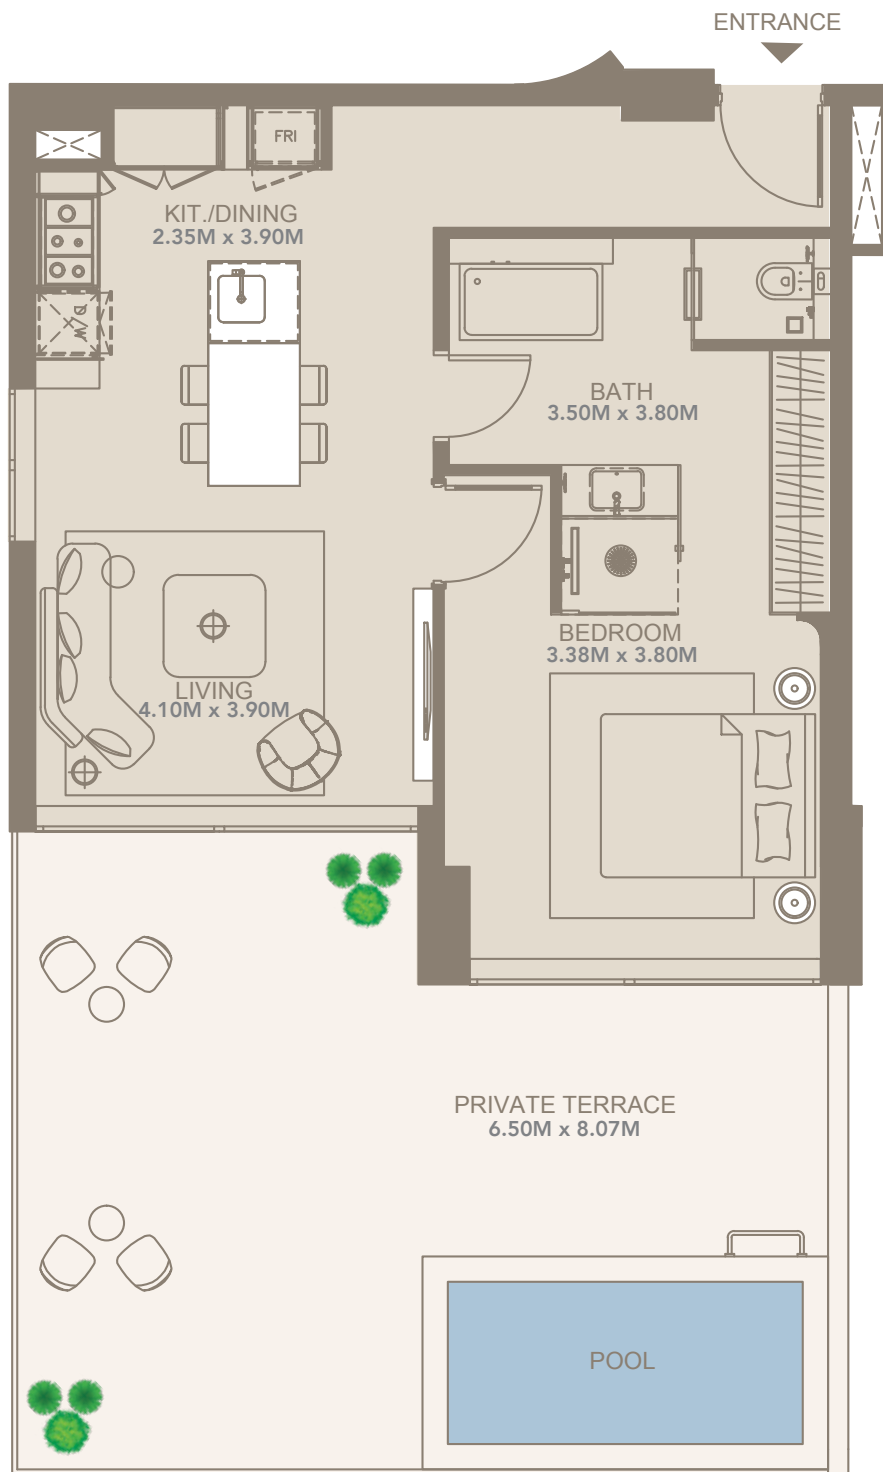 ENTRANCE
FRI
KIT./DINING
2.35M x 3.90M
D/W
BATH
3.50M x 3.80M
BEDROOM
3.38M x 3.80M
LIVING
4.10M x 3.90M
PRIVATE TERRACE
6.50M x 8.07M
POOL